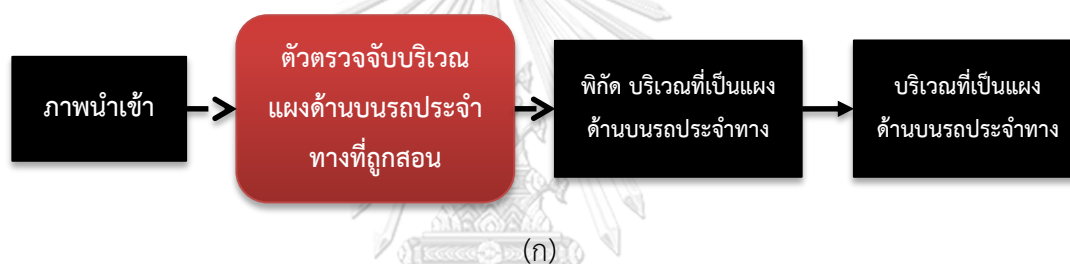 ภาพนำเข้า
ตัวตรวจจับบริเวณ
แผงด้านบนรถประจำ
ทางที่ถูกสอน
พิกัด บริเวณที่เป็นแผง
ด้านบนรถประจำทาง
บริเวณที่เป็นแผง
ด้านบนรถประจำทาง
(ก)